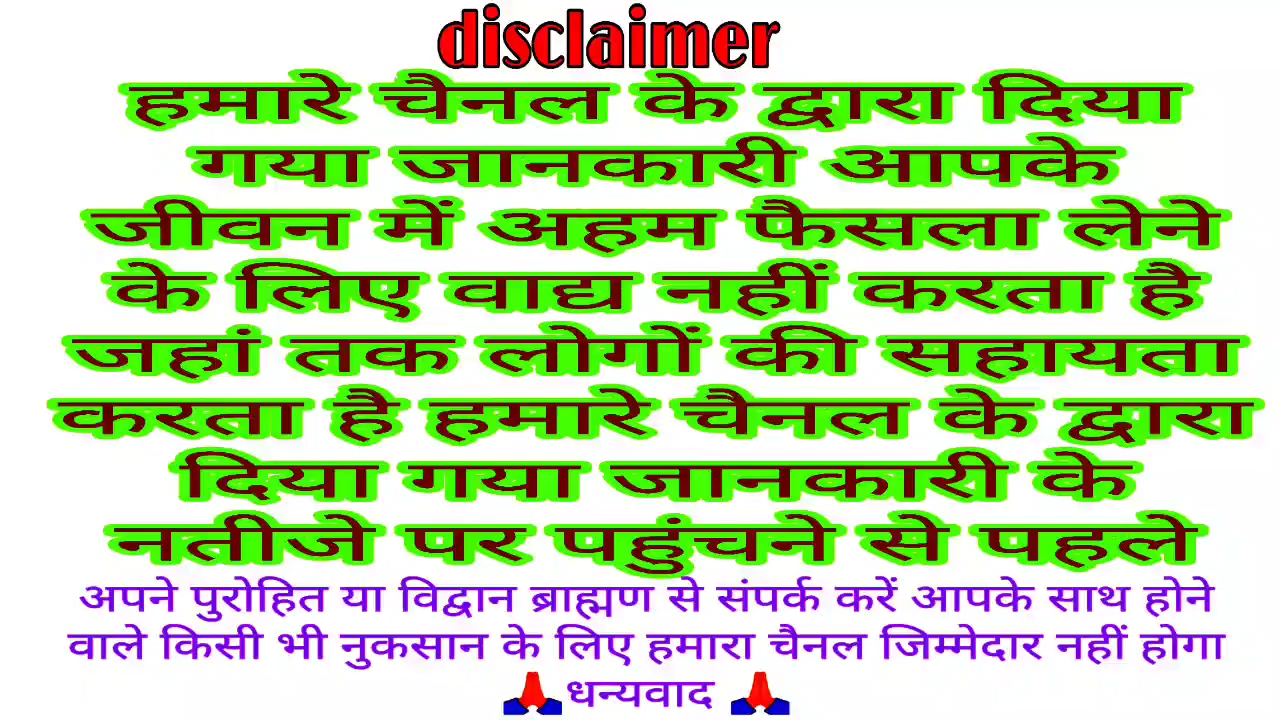 disclaimer
हमारे चैनल के द्वारा दिया
गया जानकारी आपके
जीवन में अहम फैसला लेने
के लिए वाद्य नहीं करता है
जहां तक लोगों की सहायता
करता है हमारे चैनल के द्वारा
दिया गया जानकारी के
नतीजे पर पहुंचने से पहले
अपने पुरोहित या विद्वान ब्राह्मण से संपर्क करें आपके साथ होने
वाले किसी भी नुकसान के लिए हमारा चैनल जिम्मेदार नहीं होगा
🙏धन्यवाद 🙏